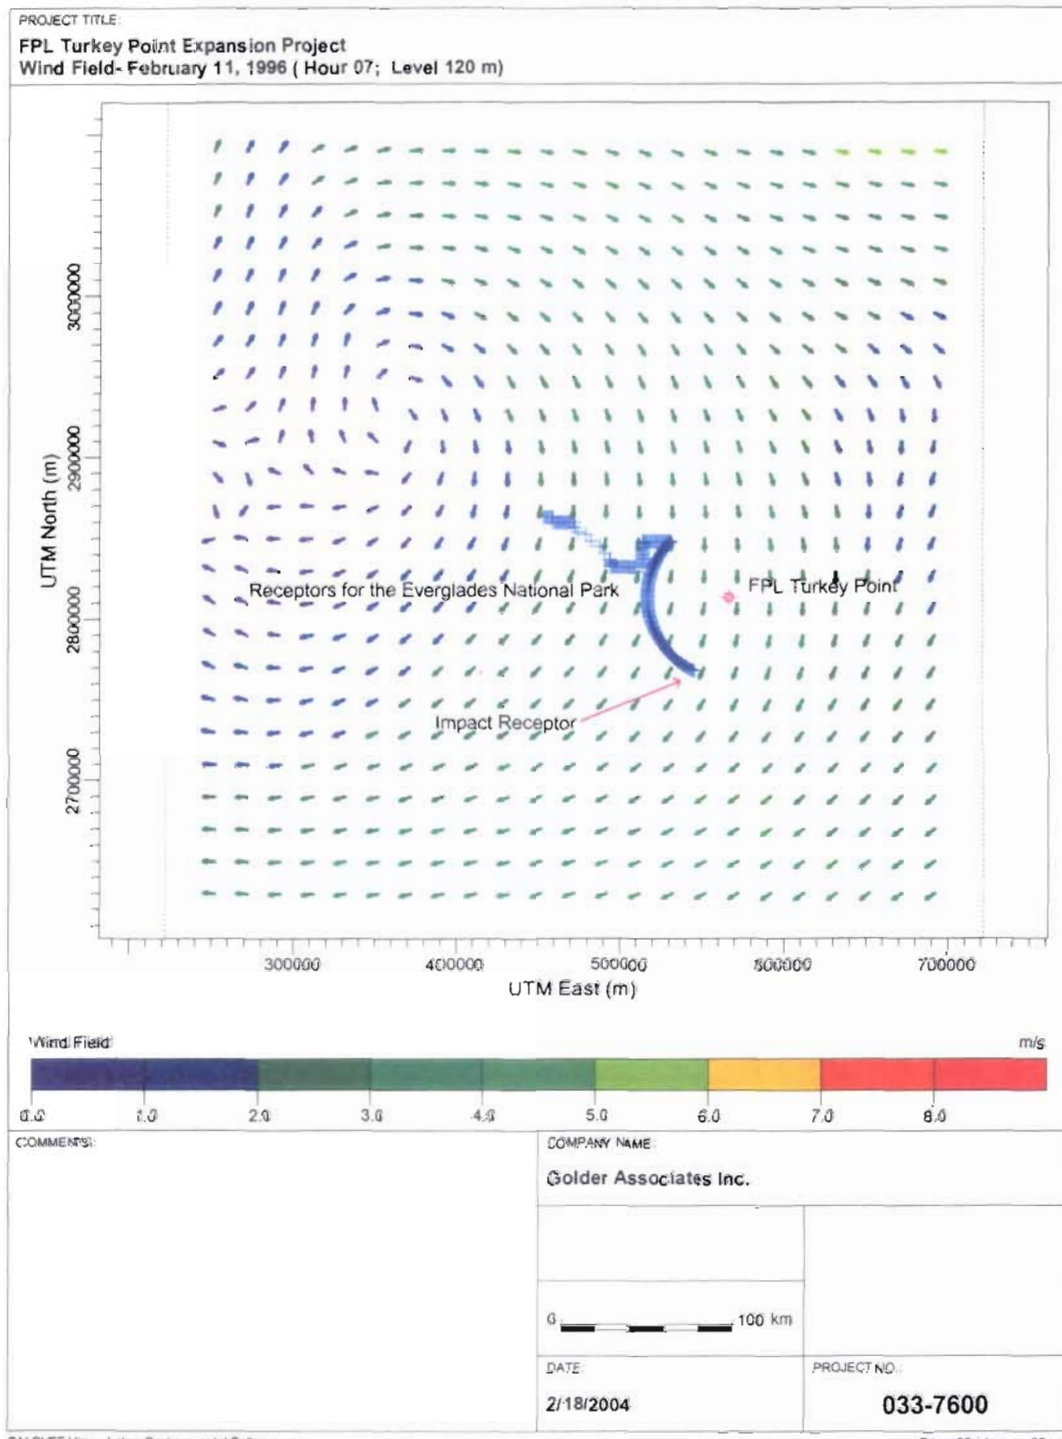 PROJECT TITLE:
FPL Turkey Point Expansion Project
Wind Field- February 11, 1996 ( Hour 07; Level 120 m)
3000000
2900000
2800000
2700000
UTM North (m)
Receptors for the Everglades National Park
FPL Turkey Point
Impact Receptor
300000 400000 500000 600000 700000
UTM East (m)
Wind Field
m/s
0.0 1.0 2.0 3.0 4.0 5.0 6.0 7.0 8.0
COMMENTS:
COMPANY NAME:
Golder Associates Inc.
0 100 km
DATE:
2/18/2004
PROJECT NO.:
033-7600